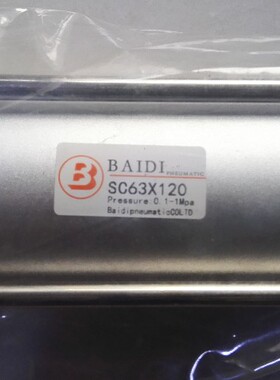 B
BAIDI
PNEUMATIC
SC63X120
Pressure:0.1-1Mpa
BaidipneumaticCOLTD